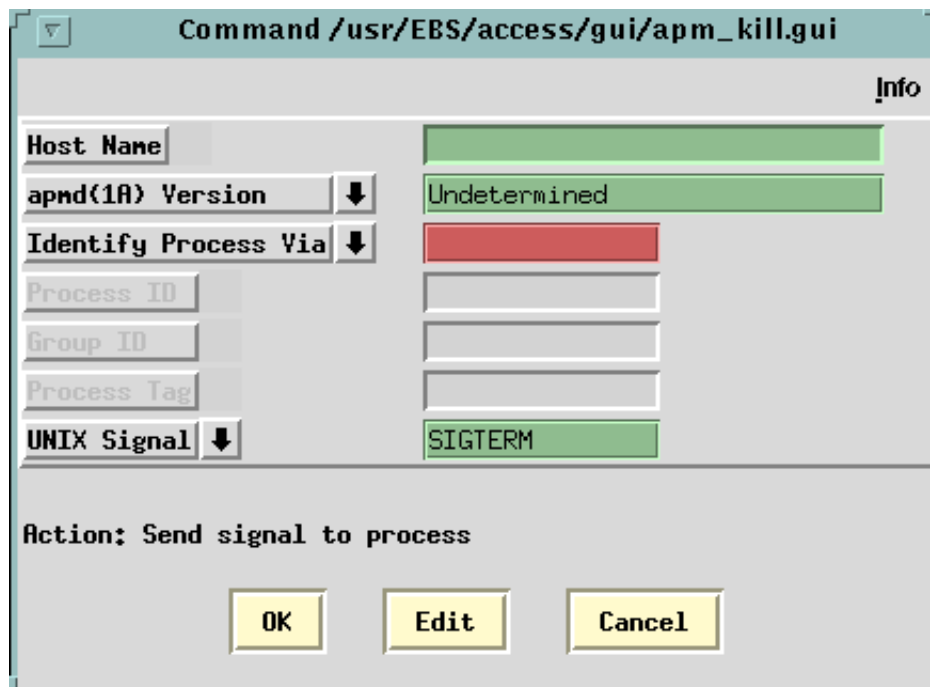 Command /usr/EBS/access/gui/apm_kill.gui
Info
Host Name
apmd(1A) Version Undetermined
Identify Process Via
Process ID
Group ID
Process Tag
UNIX Signal SIGTERM
Action: Send signal to process
OK Edit Cancel